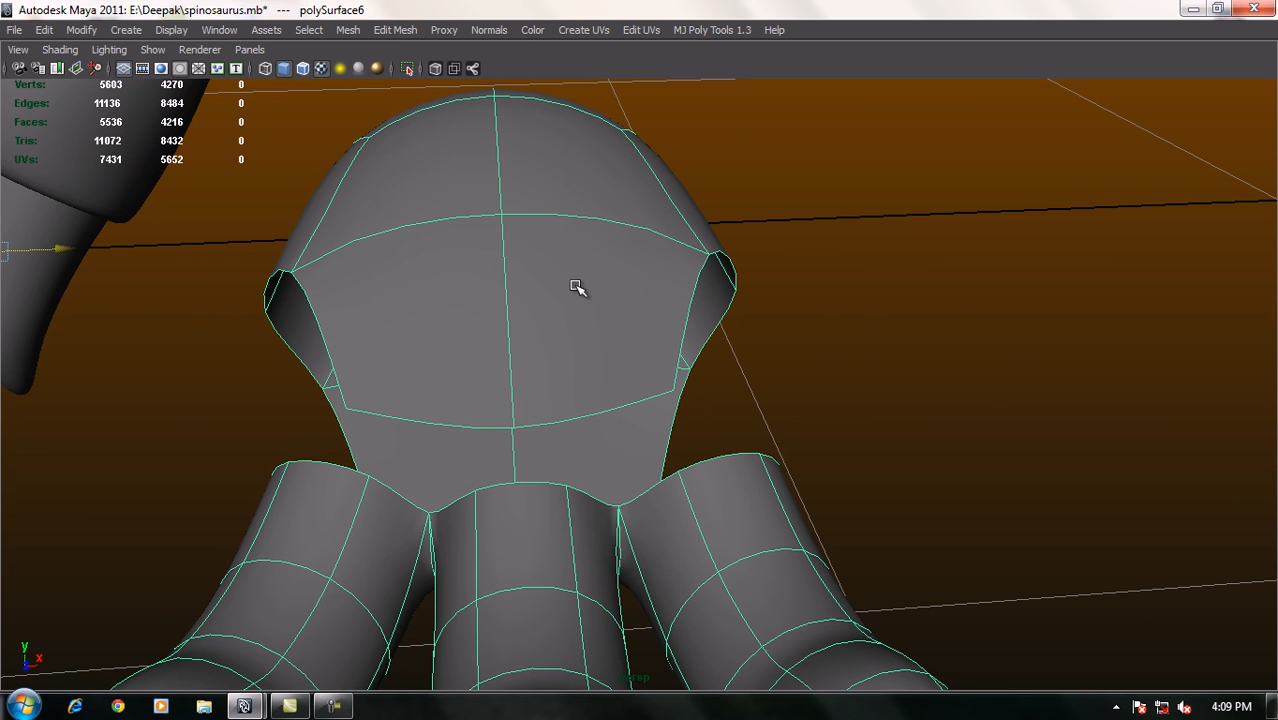 Autodesk Maya 2011: E:\Deepak\spinosaurus.mb* --- polySurface6
File Edit Modify Create Display Window Assets Select Mesh Edit Mesh Proxy Normals Color Create UVs Edit UVs MJ Poly Tools 1.3 Help
View Shading Lighting Show Renderer Panels
Verts: 5603 4270 0
Edges: 11136 8484 0
Faces: 5536 4216 0
Tris: 11072 8432 0
UVs: 7431 5652 0
y
x
z
persp
4:09 PM